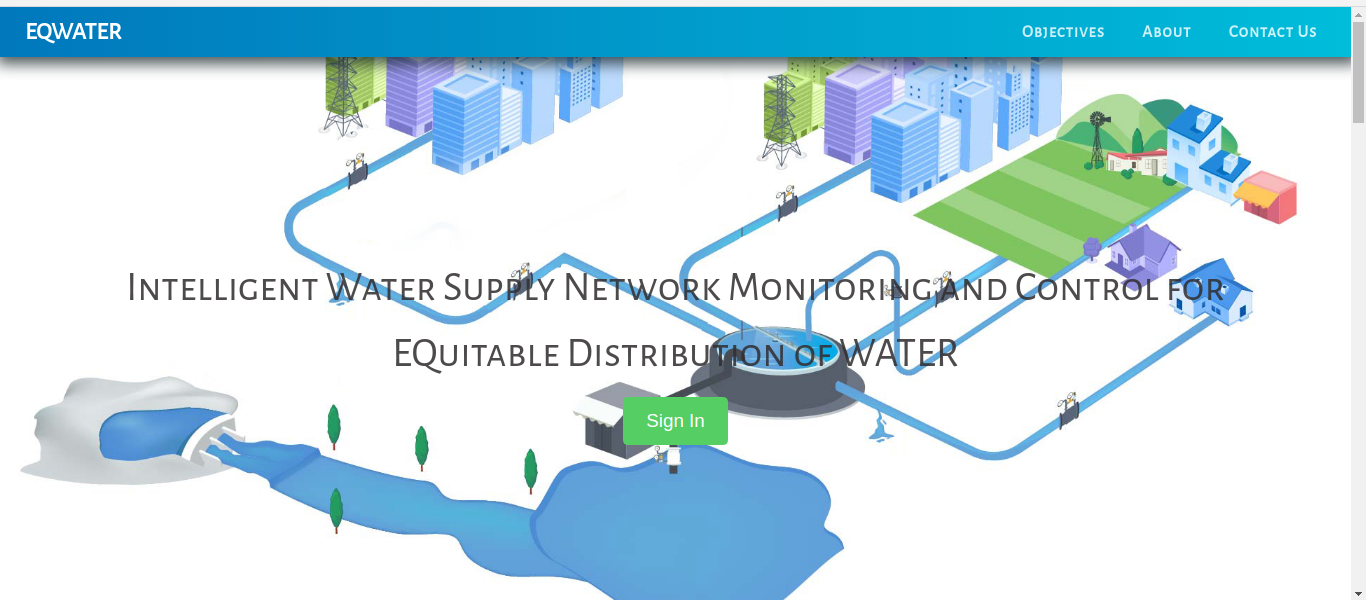 EQWATER
Objectives
About
Contact Us
Intelligent Water Supply Network Monitoring and Control for
EQuitable Distribution of WATER
Sign In